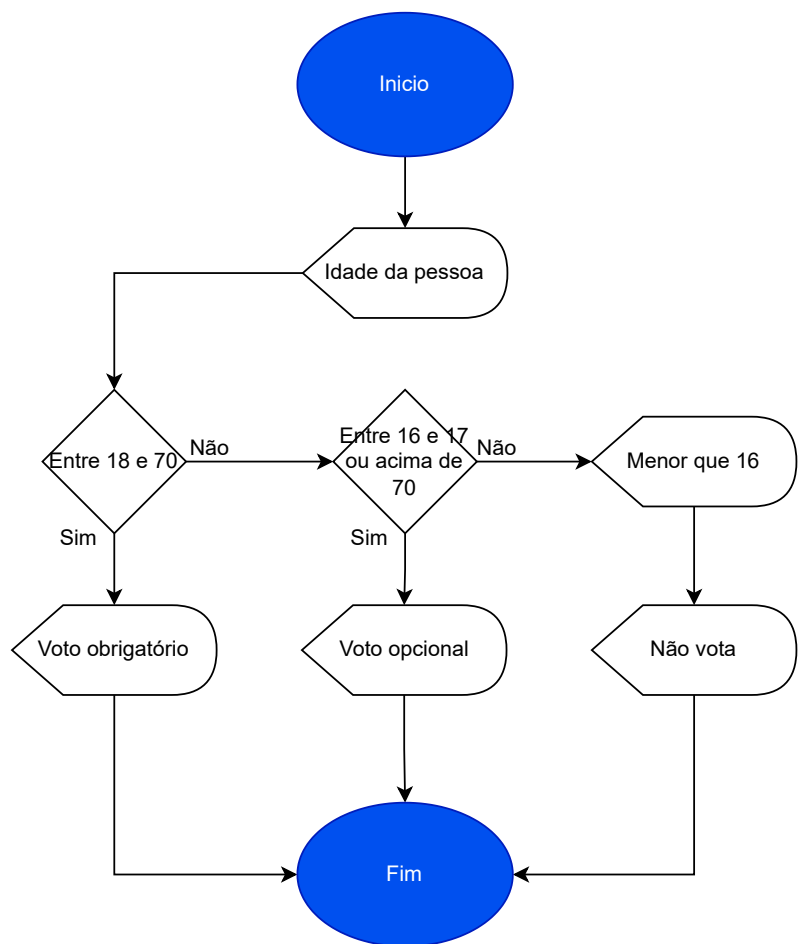 Inicio
Idade da pessoa
Entre 18 e 70
Não
Entre 16 e 17
ou acima de
70
Não
Menor que 16
Sim
Sim
Voto obrigatório
Voto opcional
Não vota
Fim